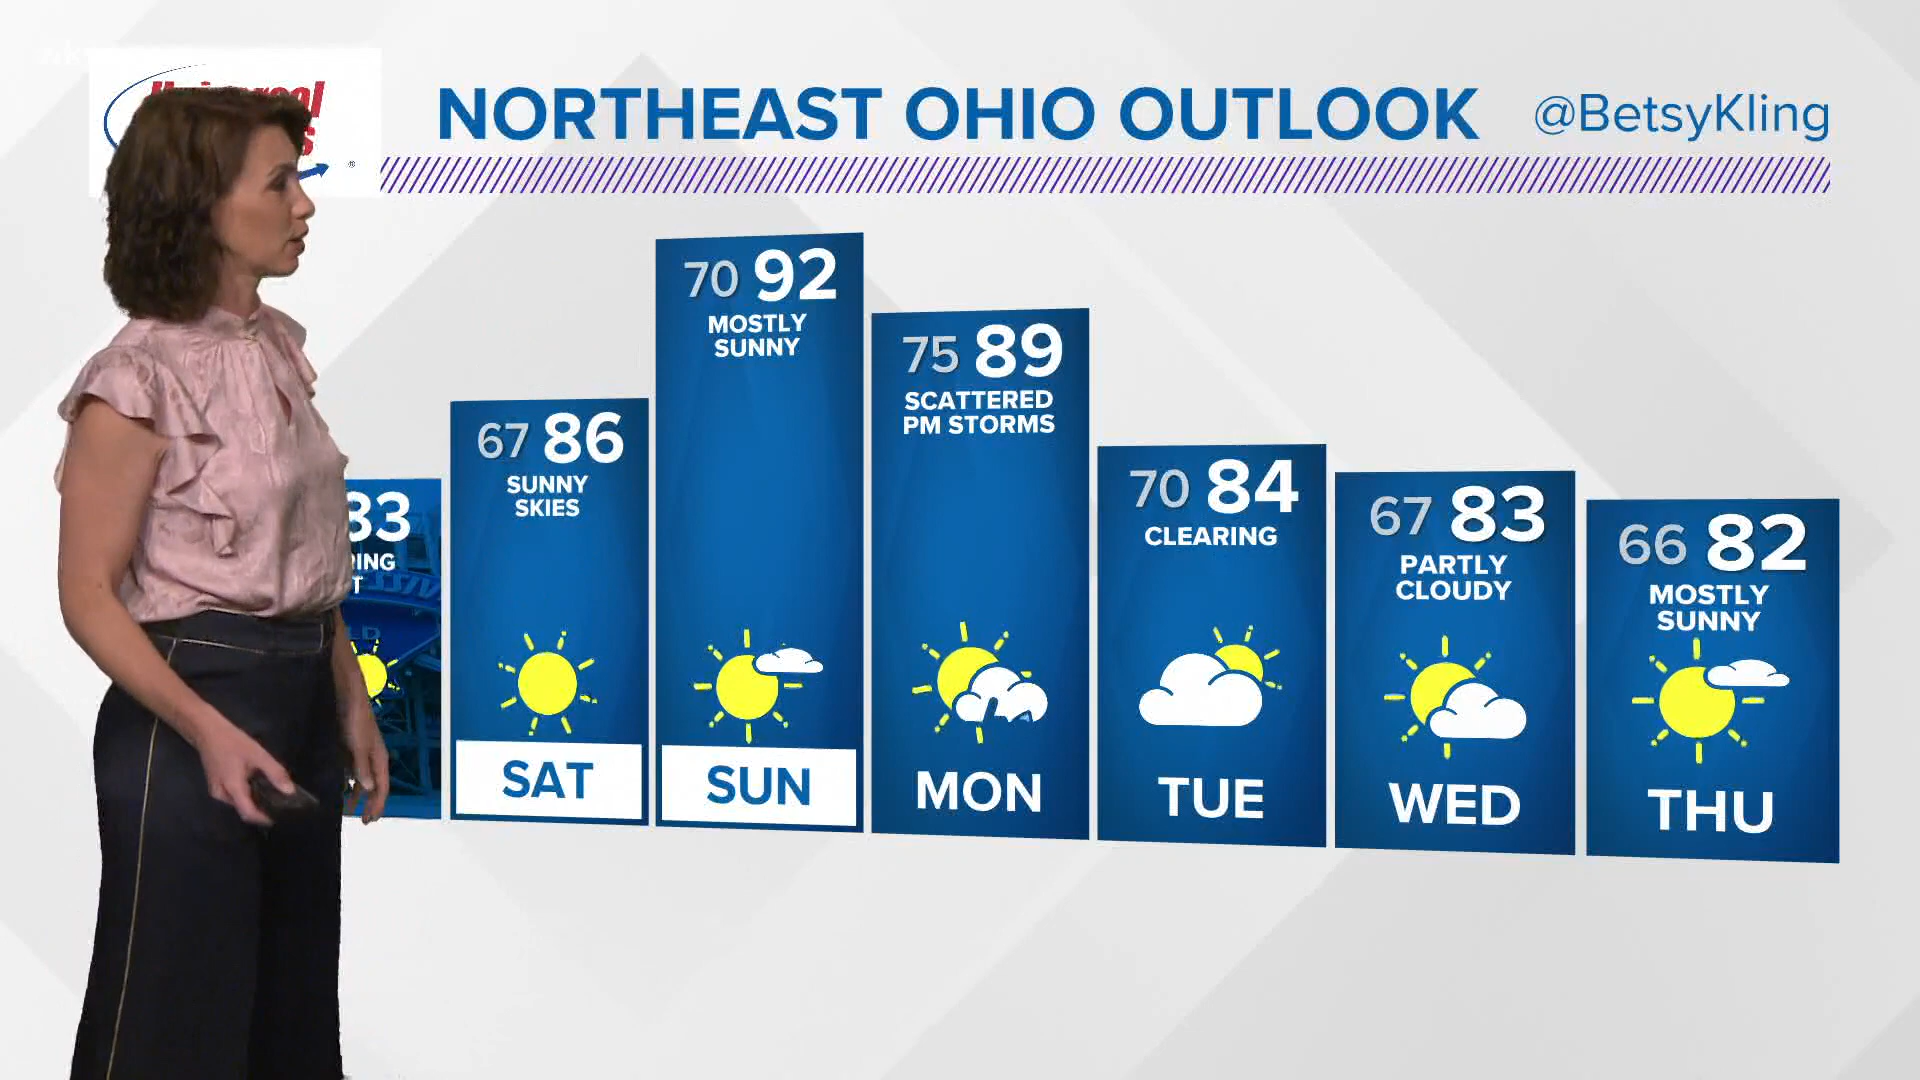 NORTHEAST OHIO OUTLOOK
@BetsyKling
®
83
67 86
SUNNY
SKIES
SAT
70 92
MOSTLY
SUNNY
SUN
75 89
SCATTERED
PM STORMS
MON
70 84
CLEARING
TUE
67 83
PARTLY
CLOUDY
WED
66 82
MOSTLY
SUNNY
THU